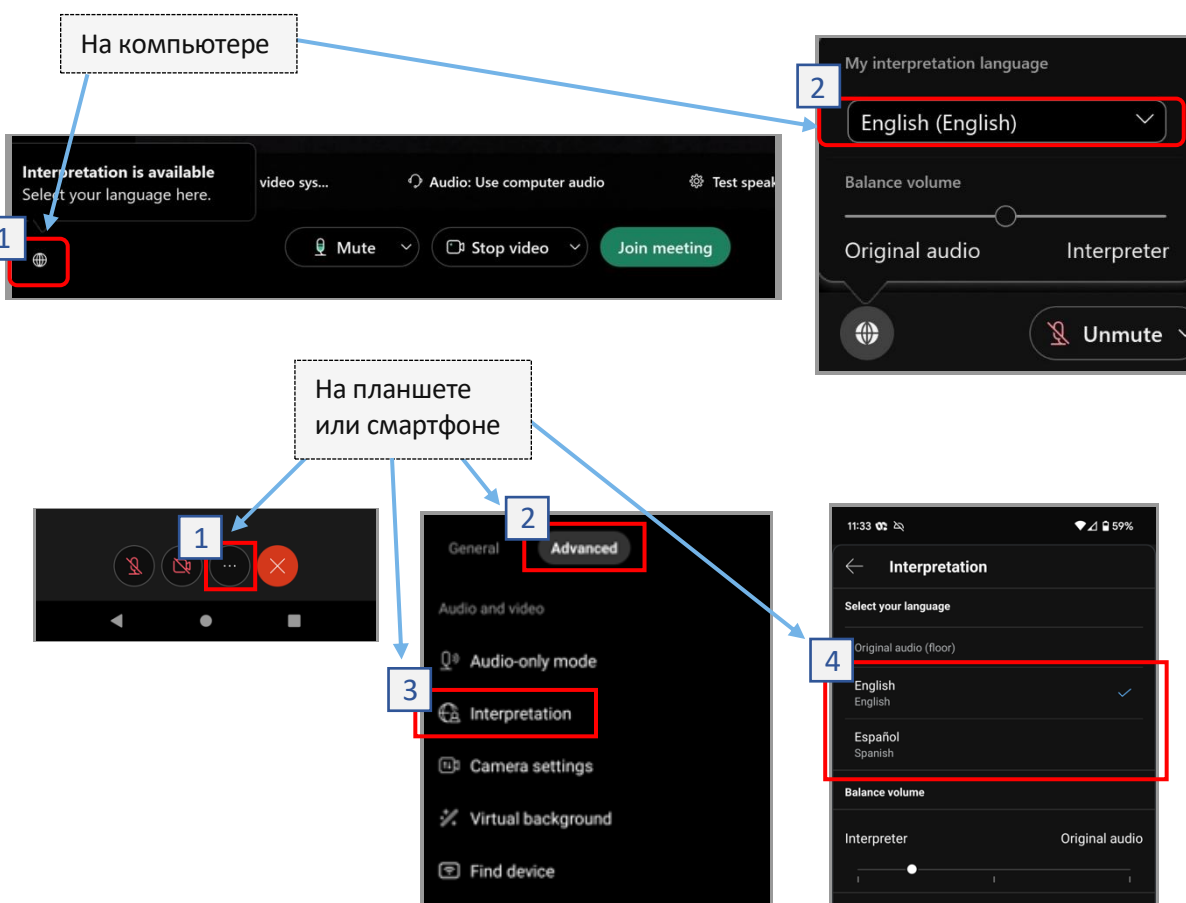 На компьютере
My interpretation language
2
English (English)
Interpretation is available
Select your language here.
video sys...
Audio: Use computer audio
Test speak
Balance volume
1
Mute
Stop video
Join meeting
Original audio
Interpreter
Unmute
На планшете
или смартфоне
1
2
General
Advanced
Audio and video
Audio-only mode
3
Interpretation
Camera settings
Virtual background
Find device
11:33
59%
Interpretation
Select your language
Original audio (floor)
4
English
English
Español
Spanish
Balance volume
Interpreter
Original audio